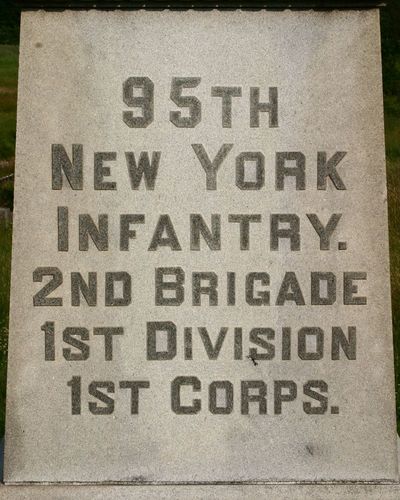 95TH
NEW YORK
INFANTRY.
2ND BRIGADE
1ST DIVISION
1ST CORPS.